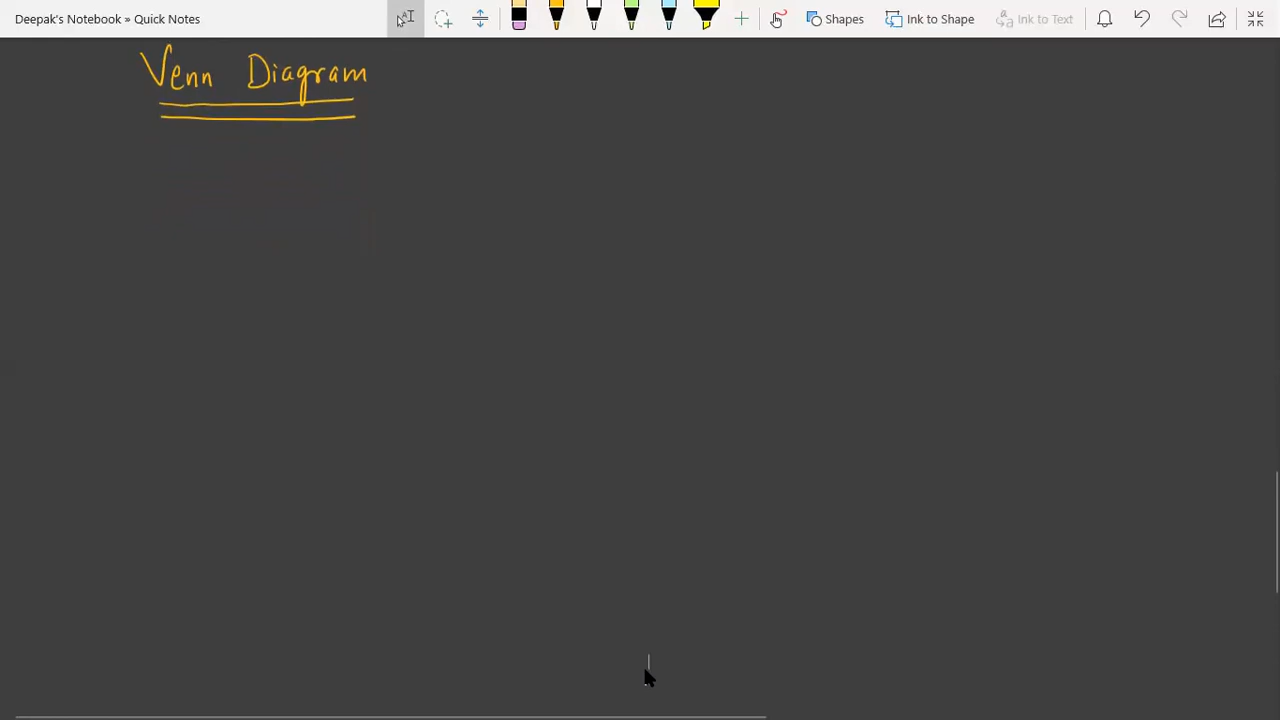 Deepak's Notebook » Quick Notes
Shapes
Ink to Shape
Ink to Text
Venn Diagram